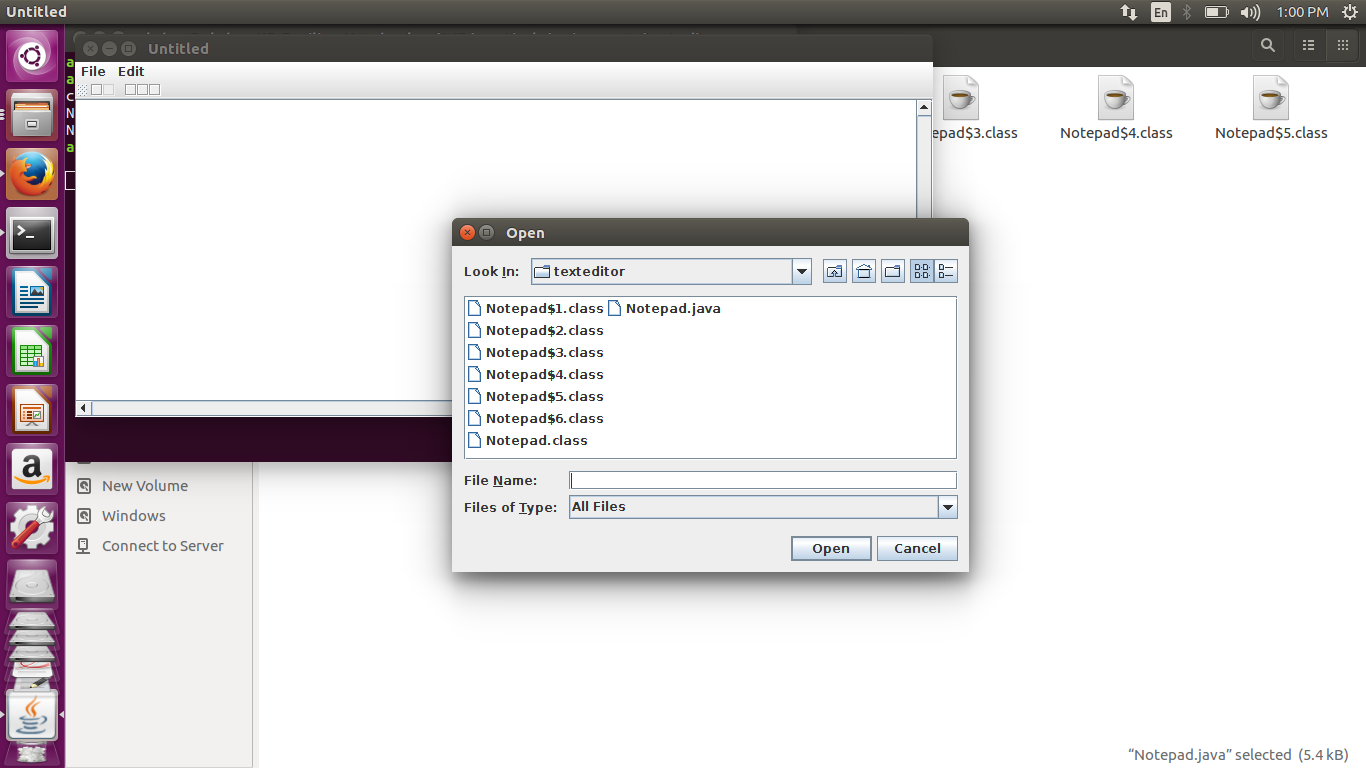 Untitled
En
1:00 PM
Untitled
File Edit
epad$3.class
Notepad$4.class
Notepad$5.class
Open
Look In: texteditor
Notepad$1.class Notepad.java
Notepad$2.class
Notepad$3.class
Notepad$4.class
Notepad$5.class
Notepad$6.class
Notepad.class
File Name:
Files of Type: All Files
Open Cancel
New Volume
Windows
Connect to Server
“Notepad.java” selected (5.4 kB)